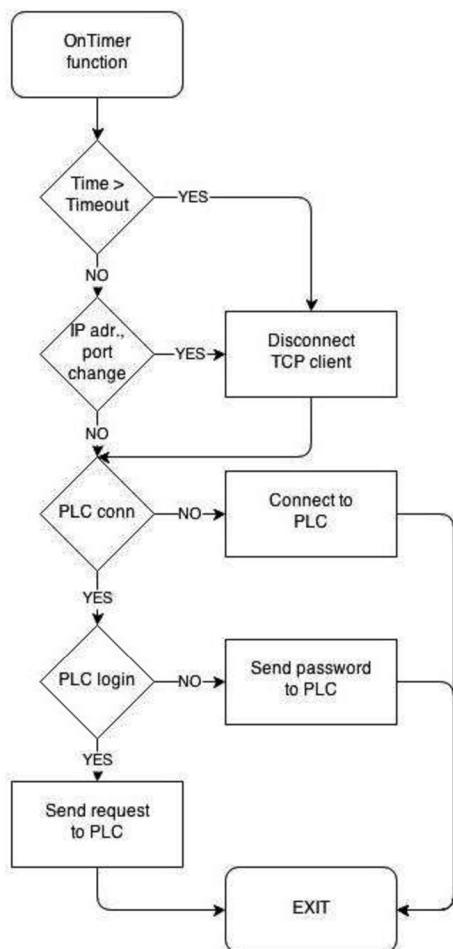 OnTimer
function
Time >
Timeout
YES
NO
IP adr.,
port
change
YES
Disconnect
TCP client
NO
PLC conn
NO
Connect to
PLC
YES
PLC login
NO
Send password
to PLC
YES
Send request
to PLC
EXIT